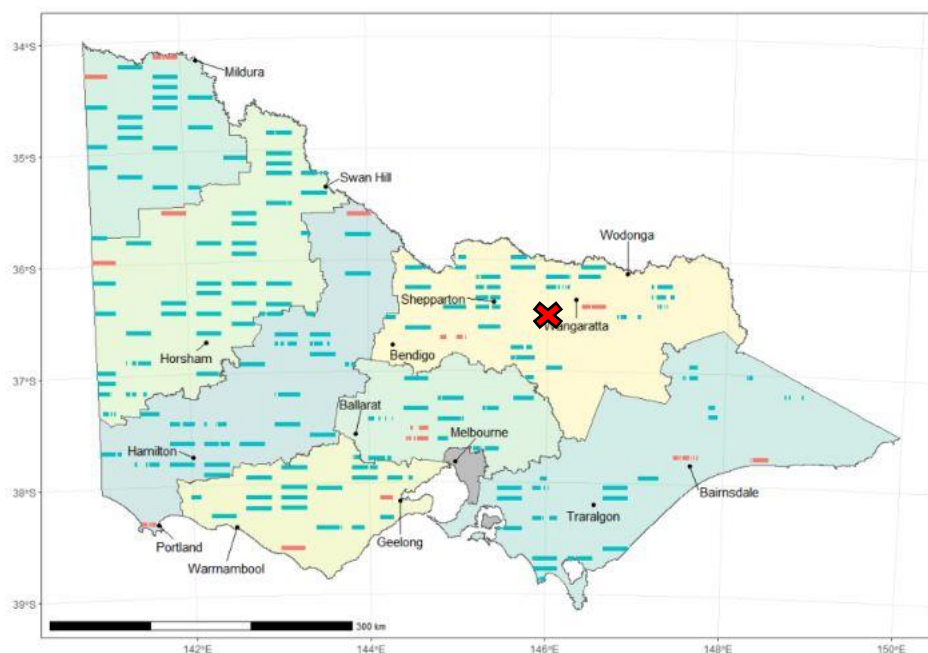 34°S
Mildura
35°S
Swan Hill
Wodonga
36°S
Shepparton
Wangaratta
Horsham
Bendigo
37°S
Ballarat
Melbourne
Hamilton
38°S
Bairnsdale
Traralgon
Portland
Geelong
Warrnambool
39°S
300 km
142°E
144°E
146°E
148°E
150°E